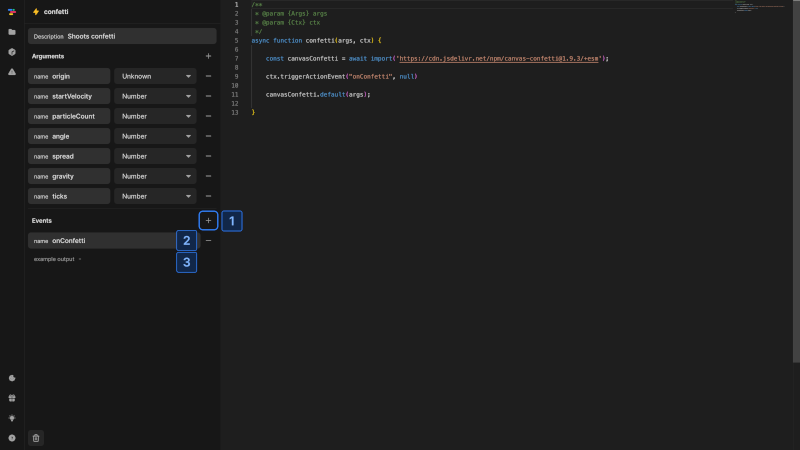 confetti
Description Shoots confetti
Arguments
name origin Unknown
name startVelocity Number
name particleCount Number
name angle Number
name spread Number
name gravity Number
name ticks Number
Events
1
name onConfetti
2
example output
3
1 /**
2 * @param {Args} args
3 * @param {Ctx} ctx
4 */
5 async function confetti(args, ctx) {
6
7 const canvasConfetti = await import('https://cdn.jsdelivr.net/npm/canvas-confetti@1.9.3/+esm');
8
9 ctx.triggerActionEvent("onConfetti", null)
10
11 canvasConfetti.default(args);
12
13 }